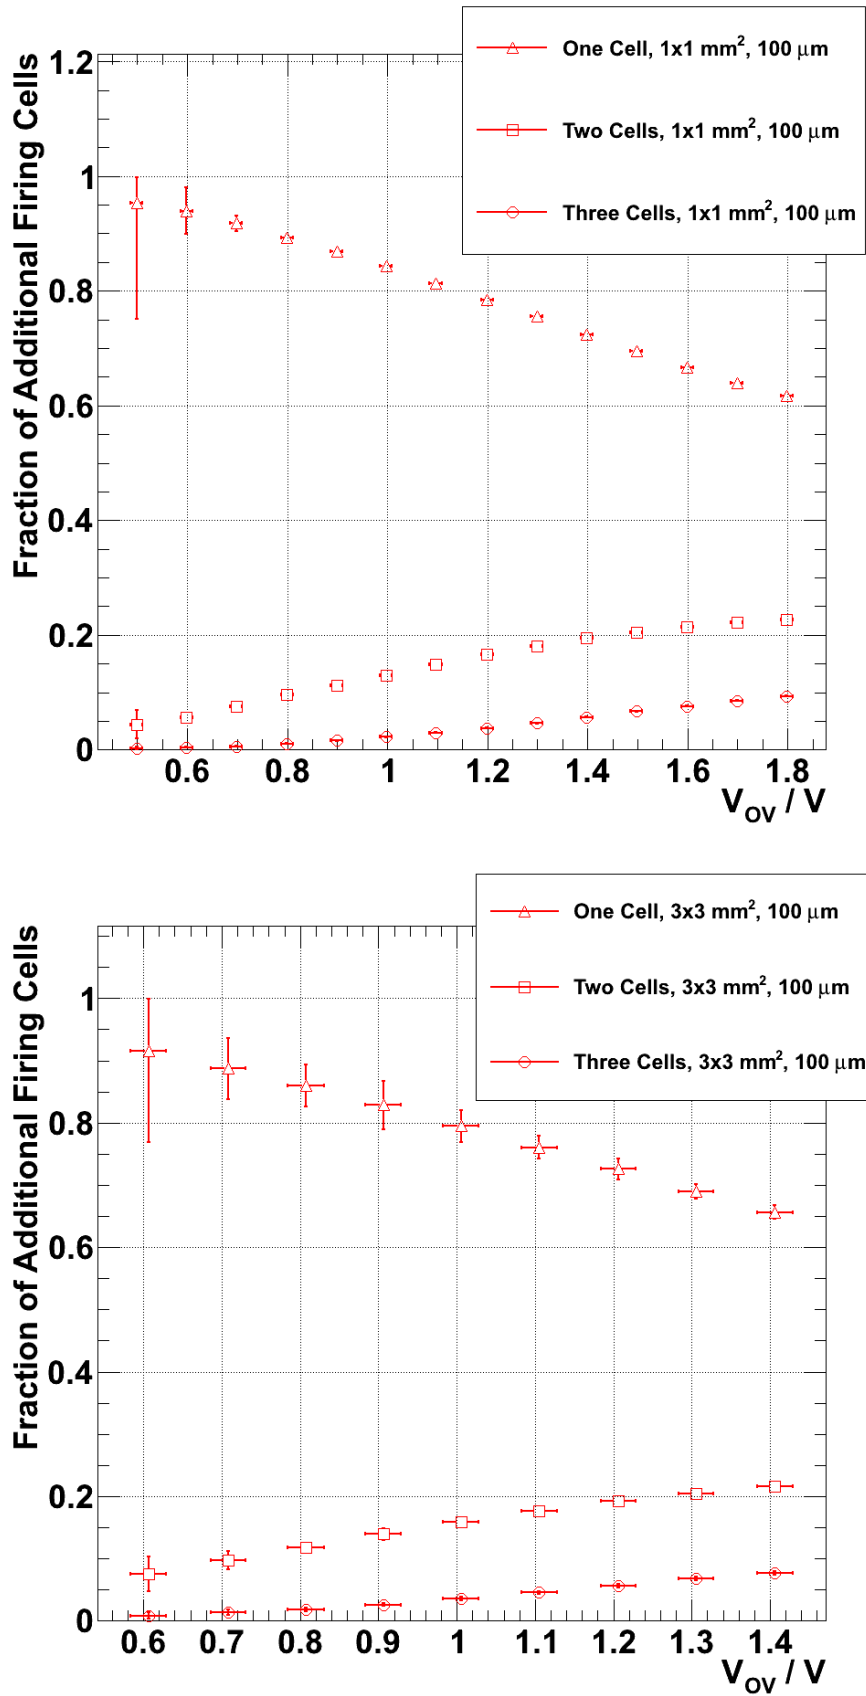 One Cell, 1x1 mm², 100 μm
Two Cells, 1x1 mm², 100 μm
Three Cells, 1x1 mm², 100 μm
Fraction of Additional Firing Cells
1.2
1
0.8
0.6
0.4
0.2
0
0.6 0.8 1 1.2 1.4 1.6 1.8
V_OV / V
One Cell, 3x3 mm², 100 μm
Two Cells, 3x3 mm², 100 μm
Three Cells, 3x3 mm², 100 μm
Fraction of Additional Firing Cells
1
0.8
0.6
0.4
0.2
0
0.6 0.7 0.8 0.9 1 1.1 1.2 1.3 1.4
V_OV / V